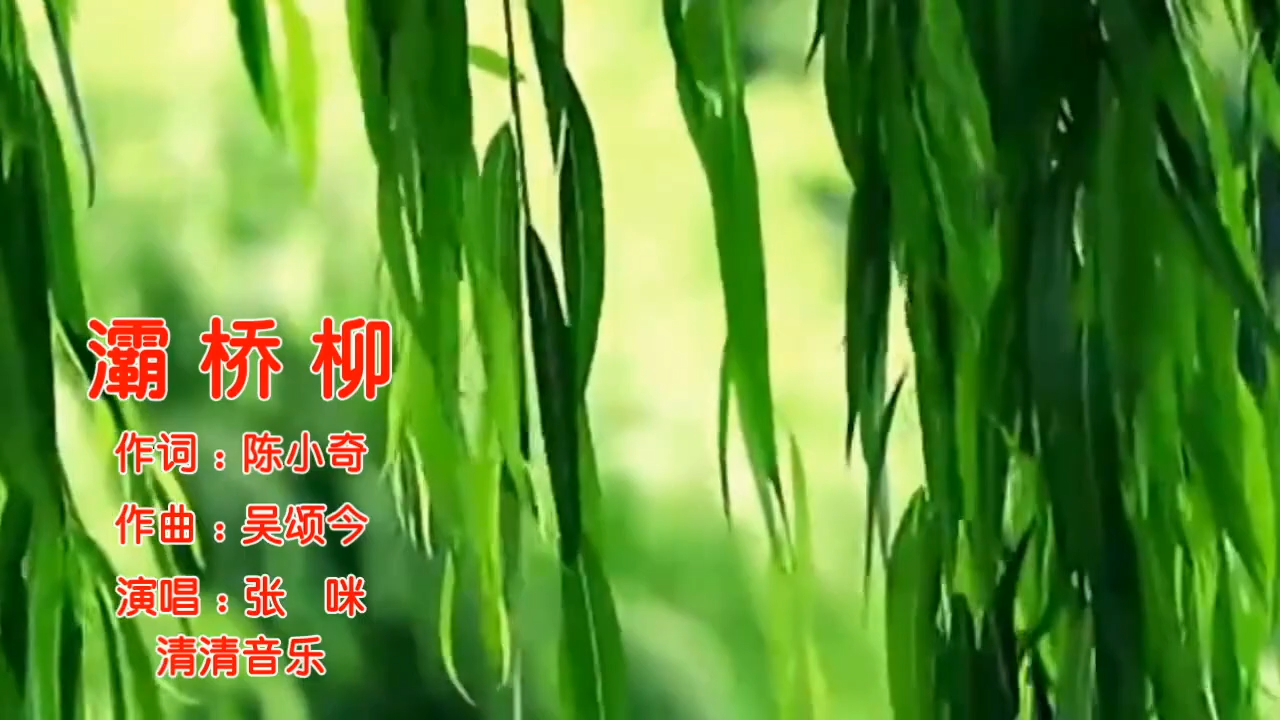 灞桥柳
作词：陈小奇
作曲：吴颂今
演唱：张 咪
清清音乐